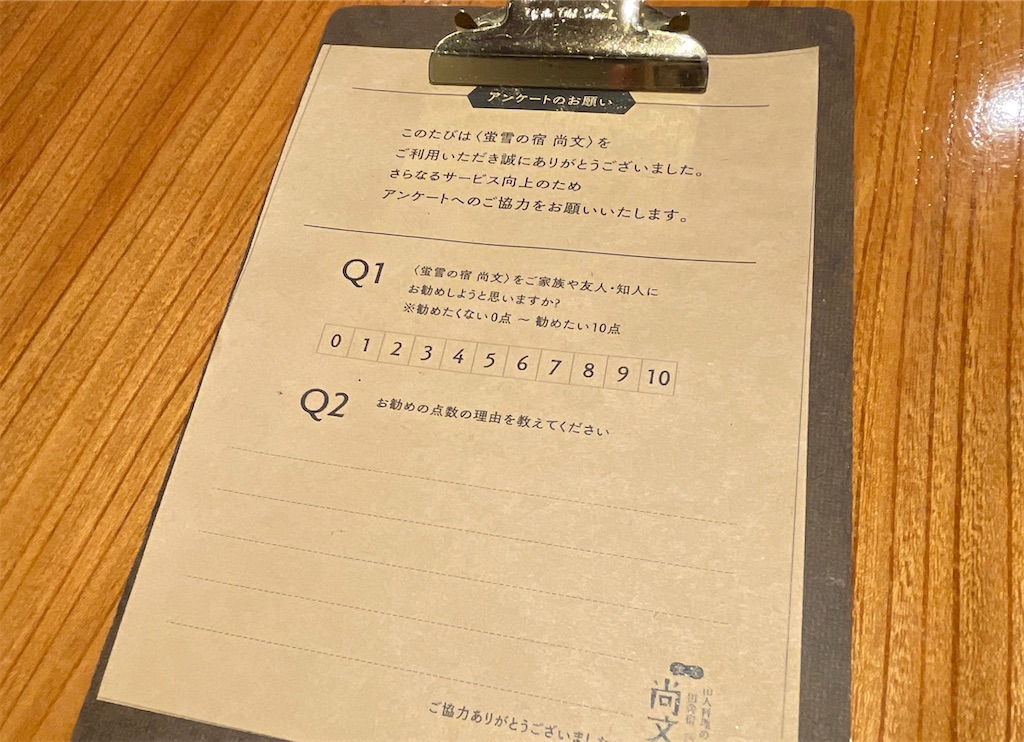 アンケートのお願い
このたびは〈蛍雪の宿 尚文〉を
ご利用いただき誠にありがとうございました。
さらなるサービス向上のため
アンケートへのご協力をお願いいたします。
Q1
〈蛍雪の宿 尚文〉をご家族や友人・知人に
お勧めしようと思いますか?
※勧めたくない0点 ～ 勧めたい10点
0 1 2 3 4 5 6 7 8 9 10
Q2 お勧めの点数の理由を教えてください
ご協力ありがとうございました
尚文